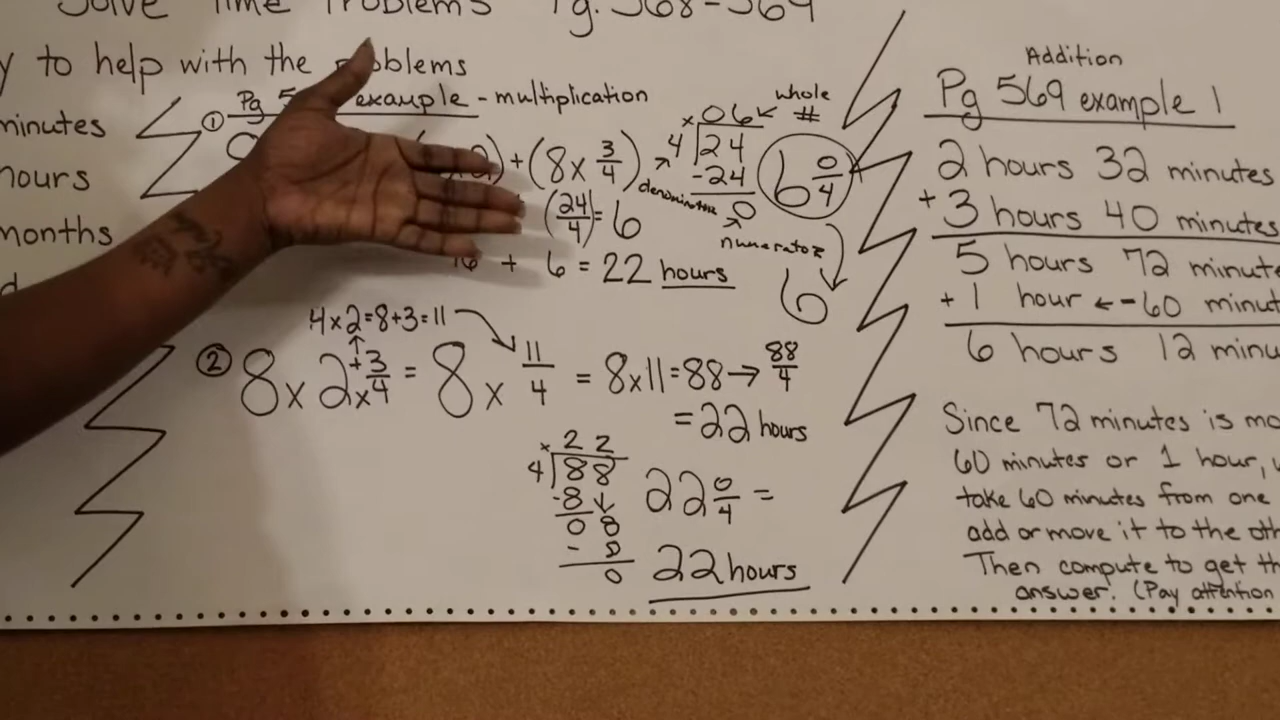 Solve Time Problems Pg. 568-569
y to help with the problems
minutes
hours
months
① Pg 5 example - multiplication
+ (8 x 3/4)
(24/4) = 6
16 + 6 = 22 hours
x 06 ← whole #
4 24
-24
0
denominator
numerator
6 0/4
6
4x2=8+3=11
② 8 x 2 + 3/4 x = 8 x 11/4 = 8x11=88 → 88/4
= 22 hours
x 22
4 88
-8
0 8
- 8
0
22 0/4 =
22 hours
Addition
Pg 569 example 1
2 hours 32 minutes
+ 3 hours 40 minutes
5 hours 72 minute
+ 1 hour ← - 60 minut
6 hours 12 minu
Since 72 minutes is mo
60 minutes or 1 hour,
take 60 minutes from one
add or move it to the oth
Then compute to get th
answer. (Pay attention